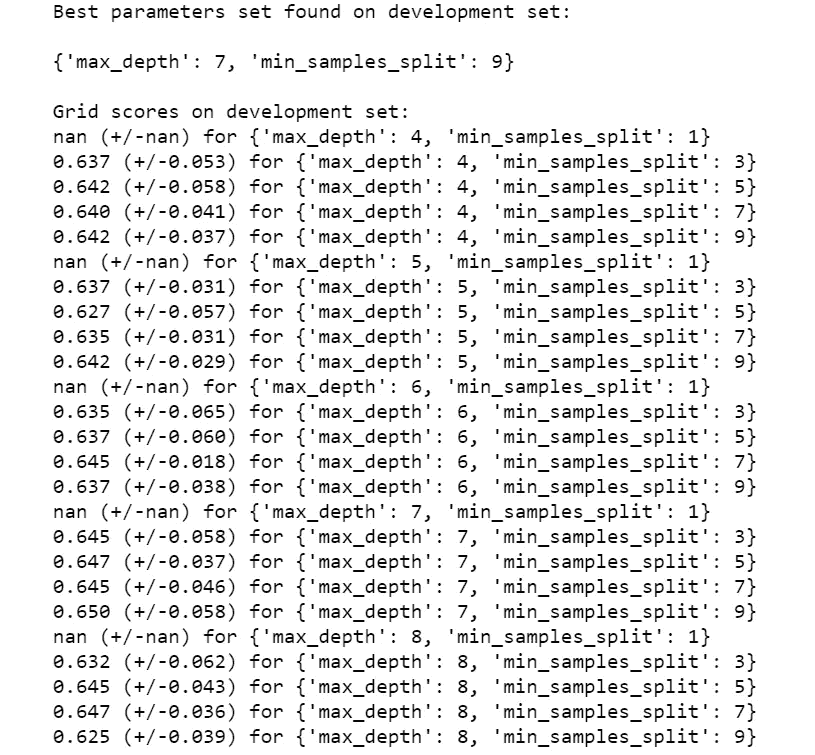 Best parameters set found on development set:
{'max_depth': 7, 'min_samples_split': 9}
Grid scores on development set:
nan (+/-nan) for {'max_depth': 4, 'min_samples_split': 1}
0.637 (+/-0.053) for {'max_depth': 4, 'min_samples_split': 3}
0.642 (+/-0.058) for {'max_depth': 4, 'min_samples_split': 5}
0.640 (+/-0.041) for {'max_depth': 4, 'min_samples_split': 7}
0.642 (+/-0.037) for {'max_depth': 4, 'min_samples_split': 9}
nan (+/-nan) for {'max_depth': 5, 'min_samples_split': 1}
0.637 (+/-0.031) for {'max_depth': 5, 'min_samples_split': 3}
0.627 (+/-0.057) for {'max_depth': 5, 'min_samples_split': 5}
0.635 (+/-0.031) for {'max_depth': 5, 'min_samples_split': 7}
0.642 (+/-0.029) for {'max_depth': 5, 'min_samples_split': 9}
nan (+/-nan) for {'max_depth': 6, 'min_samples_split': 1}
0.635 (+/-0.065) for {'max_depth': 6, 'min_samples_split': 3}
0.637 (+/-0.060) for {'max_depth': 6, 'min_samples_split': 5}
0.645 (+/-0.018) for {'max_depth': 6, 'min_samples_split': 7}
0.637 (+/-0.038) for {'max_depth': 6, 'min_samples_split': 9}
nan (+/-nan) for {'max_depth': 7, 'min_samples_split': 1}
0.645 (+/-0.058) for {'max_depth': 7, 'min_samples_split': 3}
0.647 (+/-0.037) for {'max_depth': 7, 'min_samples_split': 5}
0.645 (+/-0.046) for {'max_depth': 7, 'min_samples_split': 7}
0.650 (+/-0.058) for {'max_depth': 7, 'min_samples_split': 9}
nan (+/-nan) for {'max_depth': 8, 'min_samples_split': 1}
0.632 (+/-0.062) for {'max_depth': 8, 'min_samples_split': 3}
0.645 (+/-0.043) for {'max_depth': 8, 'min_samples_split': 5}
0.647 (+/-0.036) for {'max_depth': 8, 'min_samples_split': 7}
0.625 (+/-0.039) for {'max_depth': 8, 'min_samples_split': 9}